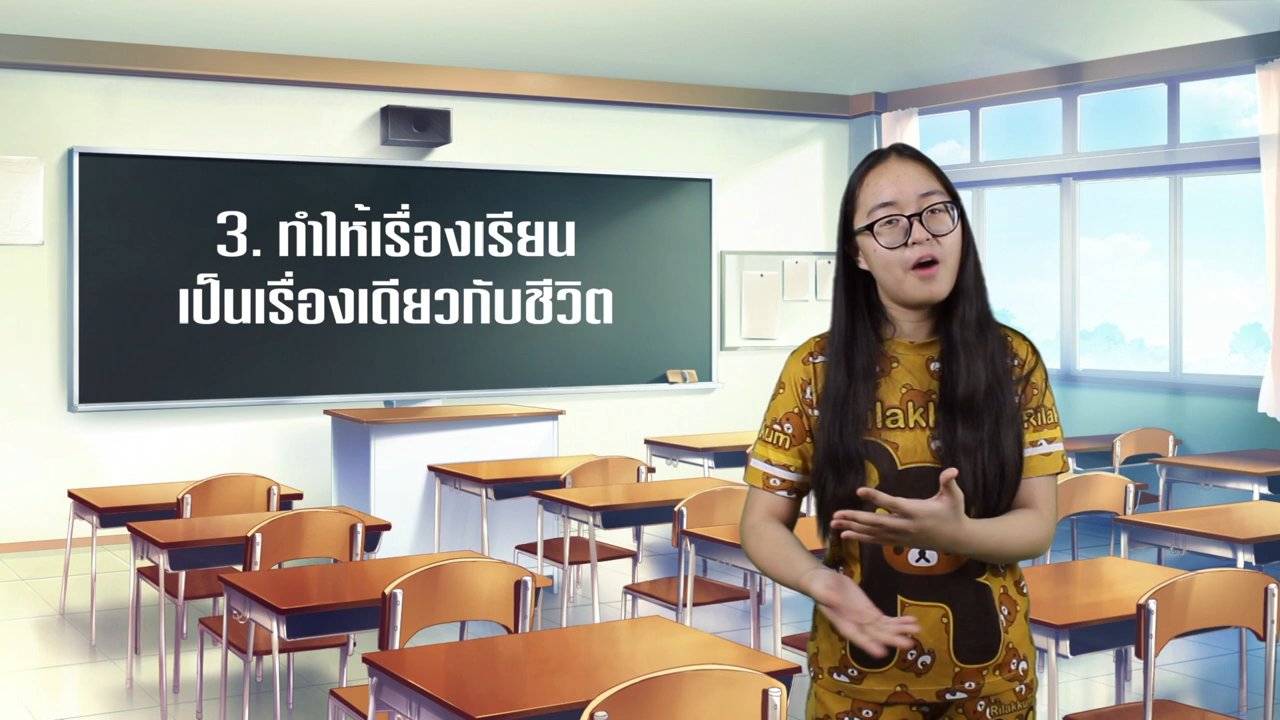 3. ทำให้เรื่องเรียน
เป็นเรื่องเดียวกับชีวิต
Rilakkum